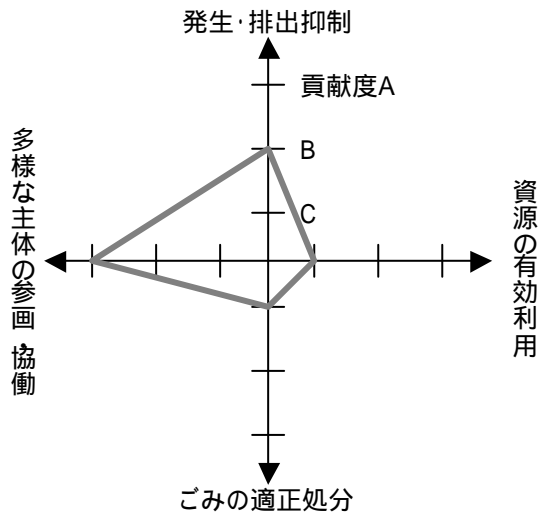 発生・排出抑制
貢献度A
B
C
多様な主体の参画、協働
資源の有効利用
ごみの適正処分